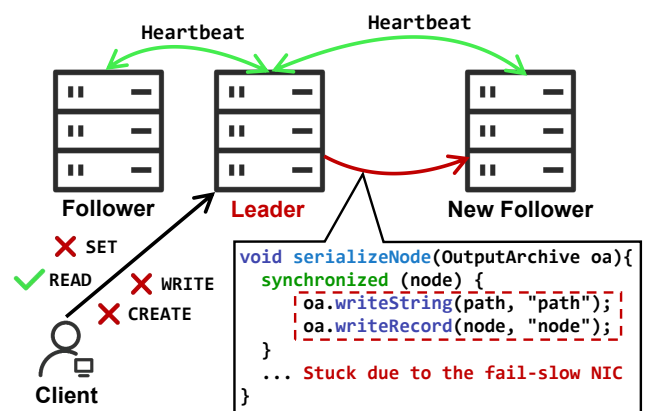 Heartbeat
Heartbeat
Follower
Leader
New Follower
SET
READ
WRITE
CREATE
Client
void serializeNode(OutputArchive oa){
synchronized (node) {
oa.writeString(path, "path");
oa.writeRecord(node, "node");
}
... Stuck due to the fail-slow NIC
}